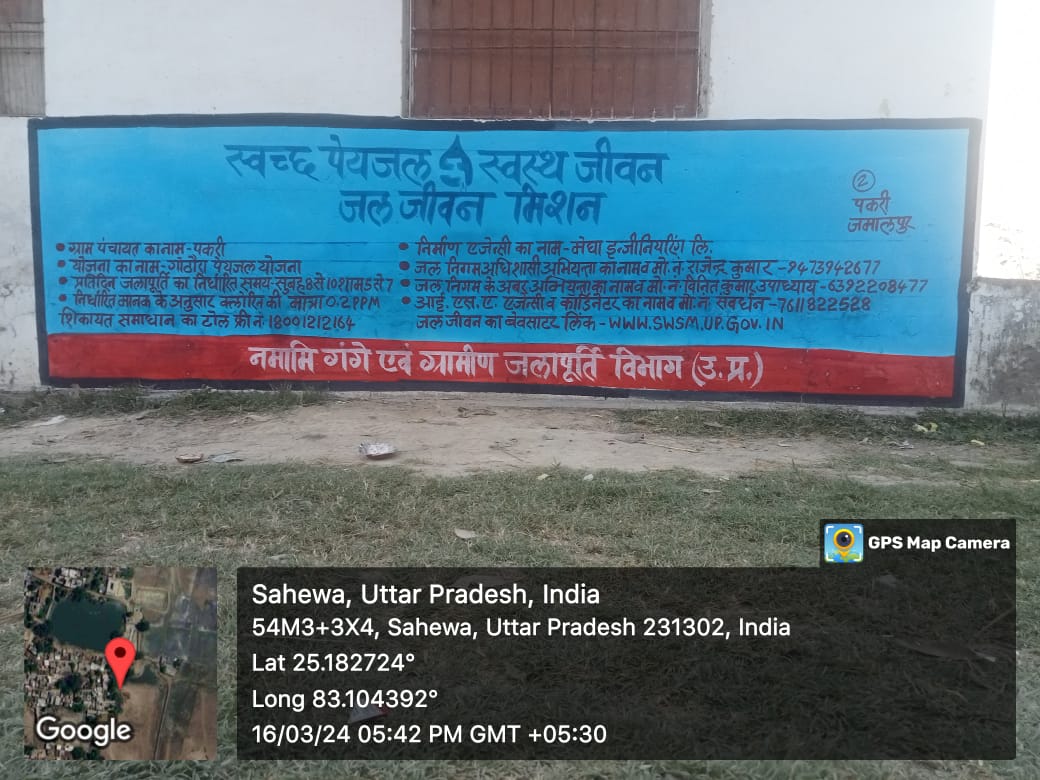 स्वच्छ पेयजल स्वस्थ जीवन
जल जीवन मिशन
②
पकरी
जमालपुर
• ग्राम पंचायत का नाम-पकरी
• योजना का नाम-गोठौरा पेयजल योजना
• प्रतिदिन जलापूर्ति का निर्धारित समय-सुबह 8 से 10 शाम 5 से 7
• निर्धारित मानक के अनुसार क्लोरिन की मात्रा 0.2 PPM
शिकायत समाधान का टोल फ्री नं. 18001212164
• निर्माण एजेन्सी का नाम-मेघा इन्जीनियरिंग लि.
• जल निगम अधिशासी अभियन्ता का नाम व मो.नं. राजेन्द्र कुमार-9473942677
• जल निगम के अवर अभियन्ता का नाम व मो.नं. विनित कुमार उपाध्याय-6392208477
• आई. एस. ए. एजेंसी व कोर्डिनेटर का नाम व मो.नं. सवर्धन-7611822528
जल जीवन का वेवसाटर लिंक-WWW.SWSM.UP.GOV.IN
नमामि गंगे एवं ग्रामीण जलापूर्ति विभाग (उ.प्र.)
GPS Map Camera
Sahewa, Uttar Pradesh, India
54M3+3X4, Sahewa, Uttar Pradesh 231302, India
Lat 25.182724°
Long 83.104392°
16/03/24 05:42 PM GMT +05:30
Google